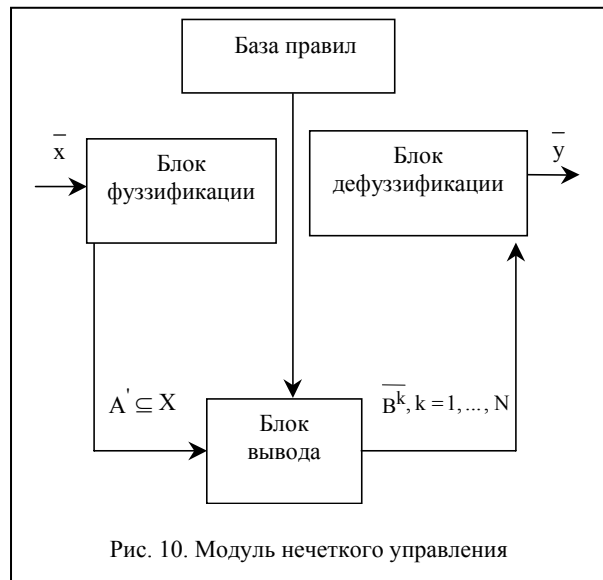 База правил
x̅
Блок
фуззификации
Блок
дефуззификации
y̅
A' ⊆ X
Блок
вывода
B̅ᵏ̅, k = 1, ..., N
Рис. 10. Модуль нечеткого управления